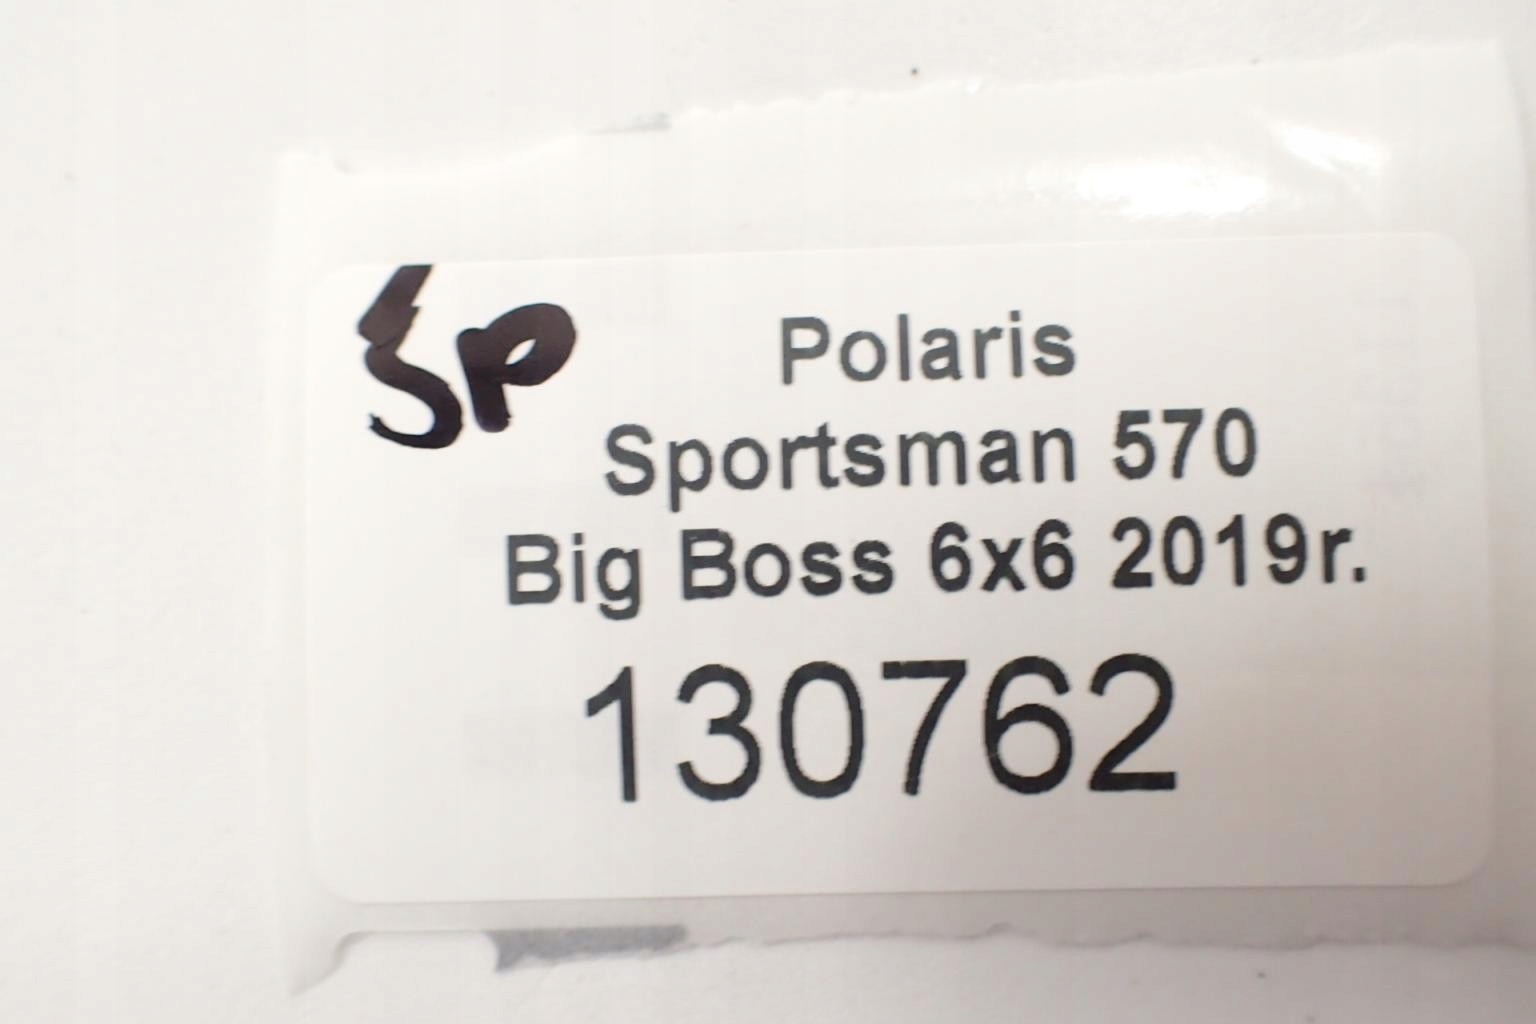 SP
Polaris
Sportsman 570
Big Boss 6x6 2019r.
130762